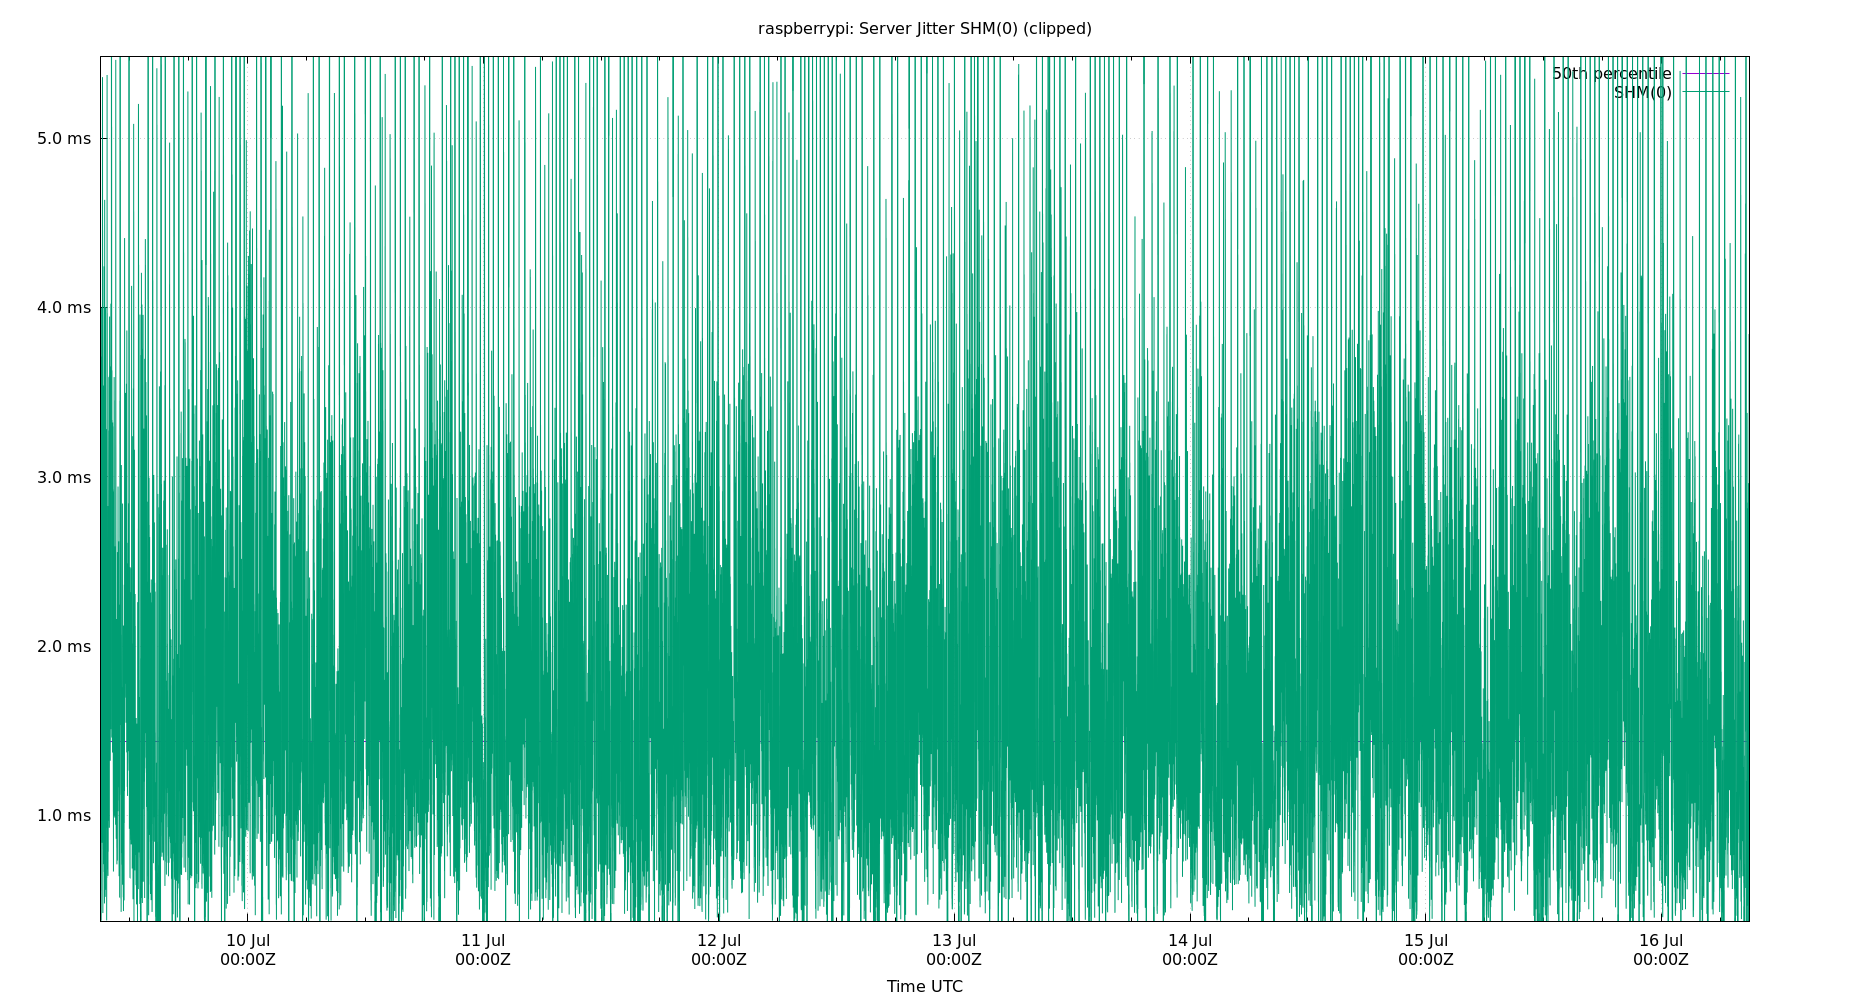 raspberrypi: Server Jitter SHM(0) (clipped)
50th percentile
SHM(0)
5.0 ms
4.0 ms
3.0 ms
2.0 ms
1.0 ms
10 Jul 11 Jul 12 Jul 13 Jul 14 Jul 15 Jul 16 Jul
00:00Z 00:00Z 00:00Z 00:00Z 00:00Z 00:00Z 00:00Z
Time UTC